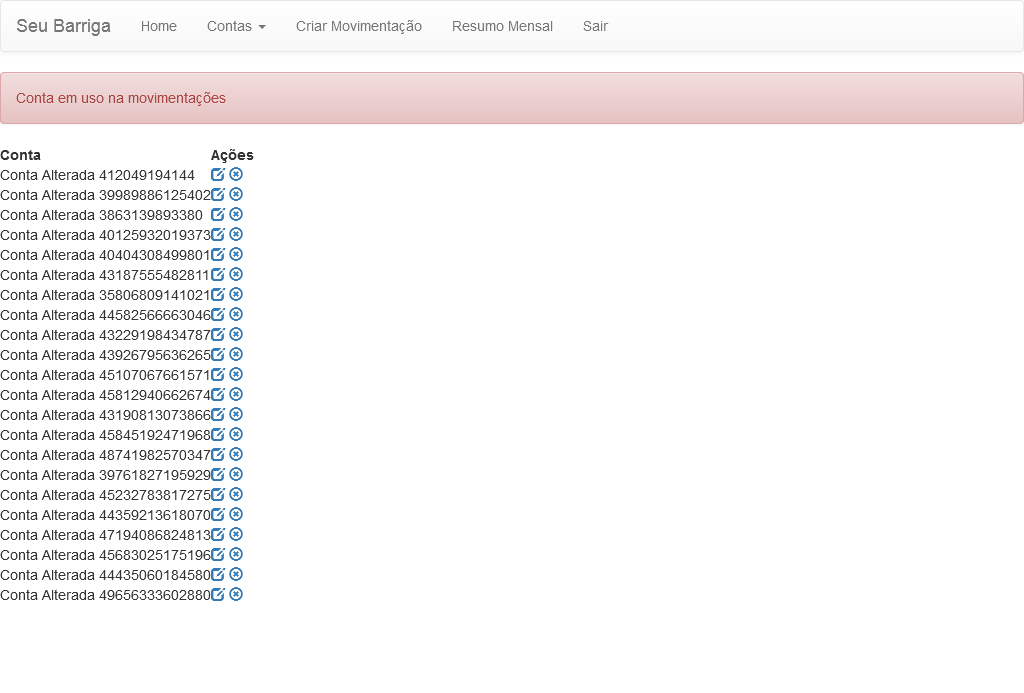 Seu Barriga Home Contas Criar Movimentação Resumo Mensal Sair
Conta em uso na movimentações
Conta Ações
Conta Alterada 412049194144
Conta Alterada 39989886125402
Conta Alterada 3863139893380
Conta Alterada 40125932019373
Conta Alterada 40404308499801
Conta Alterada 43187555482811
Conta Alterada 35806809141021
Conta Alterada 44582566663046
Conta Alterada 43229198434787
Conta Alterada 43926795636265
Conta Alterada 45107067661571
Conta Alterada 45812940662674
Conta Alterada 43190813073866
Conta Alterada 45845192471968
Conta Alterada 48741982570347
Conta Alterada 39761827195929
Conta Alterada 45232783817275
Conta Alterada 44359213618070
Conta Alterada 47194086824813
Conta Alterada 45683025175196
Conta Alterada 44435060184580
Conta Alterada 49656333602880